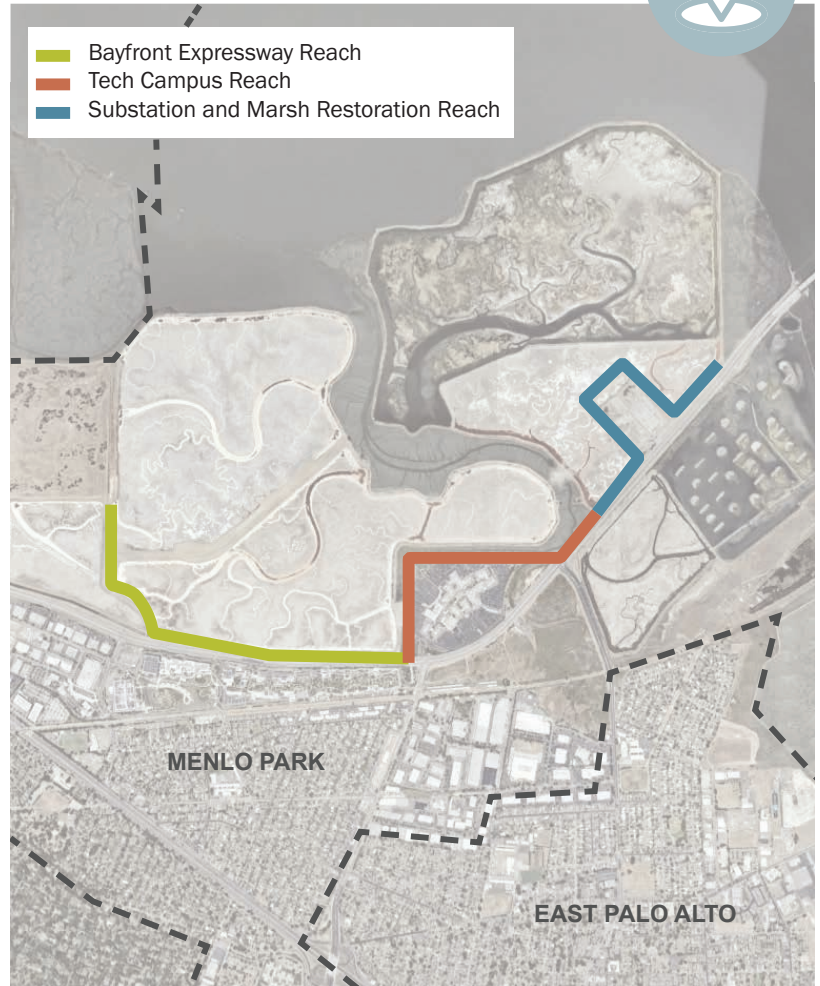 Bayfront Expressway Reach
Tech Campus Reach
Substation and Marsh Restoration Reach
MENLO PARK
EAST PALO ALTO